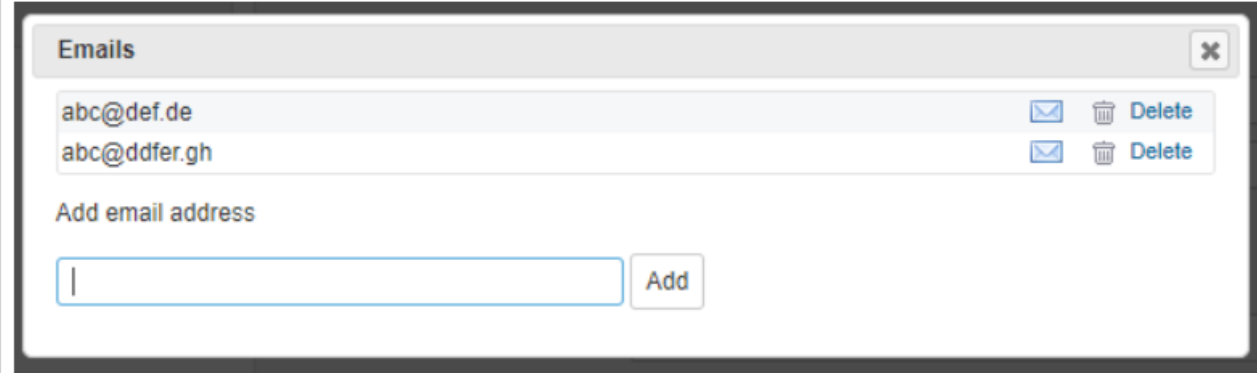 Emails
abc@def.de Delete
abc@ddfer.gh Delete
Add email address
Add